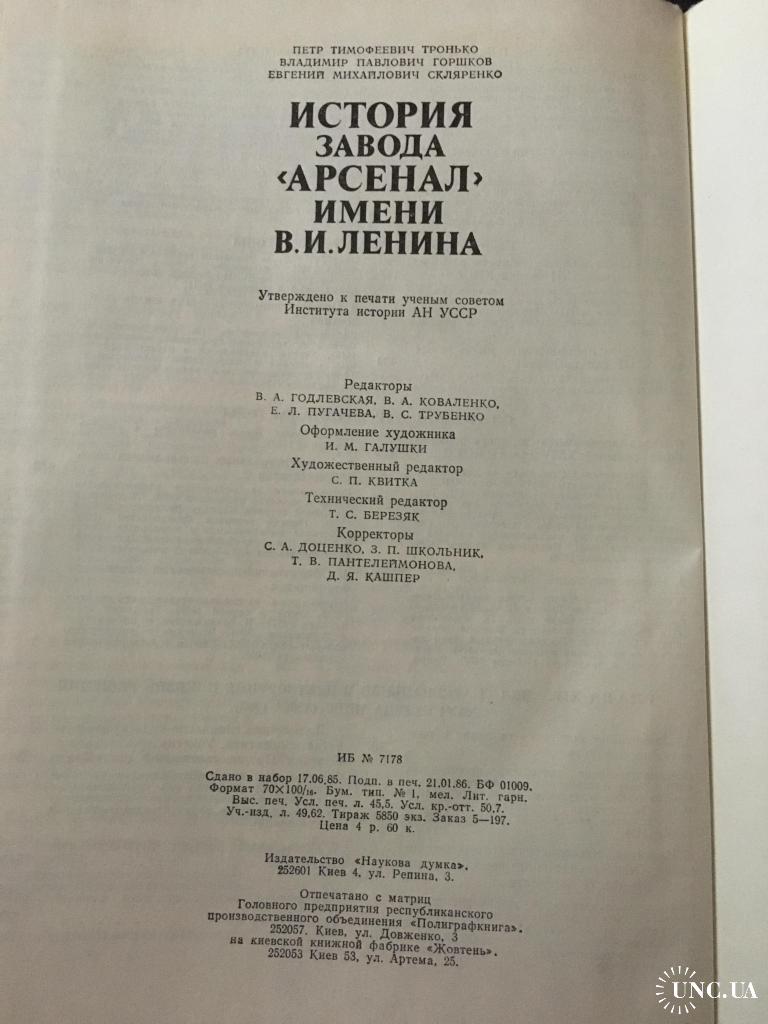 ПЕТР ТИМОФЕЕВИЧ ТРОНЬКО
ВЛАДИМИР ПАВЛОВИЧ ГОРШКОВ
ЕВГЕНИЙ МИХАЙЛОВИЧ СКЛЯРЕНКО
ИСТОРИЯ
ЗАВОДА
«АРСЕНАЛ»
ИМЕНИ
В.И.ЛЕНИНА
Утверждено к печати ученым советом
Института истории АН УССР
Редакторы
В. А. ГОДЛЕВСКАЯ, В. А. КОВАЛЕНКО,
Е. Л. ПУГАЧЕВА, В. С. ТРУБЕНКО
Оформление художника
И. М. ГАЛУШКИ
Художественный редактор
С. П. КВИТКА
Технический редактор
Т. С. БЕРЕЗЯК
Корректоры
С. А. ДОЦЕНКО, З. П. ШКОЛЬНИК,
Т. В. ПАНТЕЛЕЙМОНОВА,
Д. Я. КАШПЕР
ИБ № 7178
Сдано в набор 17.06.85. Подп. в печ. 21.01.86. БФ 01009.
Формат 70×100/16. Бум. тип. № 1, мел. Лит. гарн.
Выс. печ. Усл. печ. л. 45,5. Усл. кр.-отт. 50,7.
Уч.-изд. л. 49,62. Тираж 5850 экз. Заказ 5—197.
Цена 4 р. 60 к.
Издательство «Наукова думка».
252601 Киев 4, ул. Репина, 3.
Отпечатано с матриц
Головного предприятия республиканского
производственного объединения «Полиграфкнига».
252057. Киев, ул. Довженко, 3
на киевской книжной фабрике «Жовтень».
252053 Киев 53, ул. Артема, 25.
UNC.UA